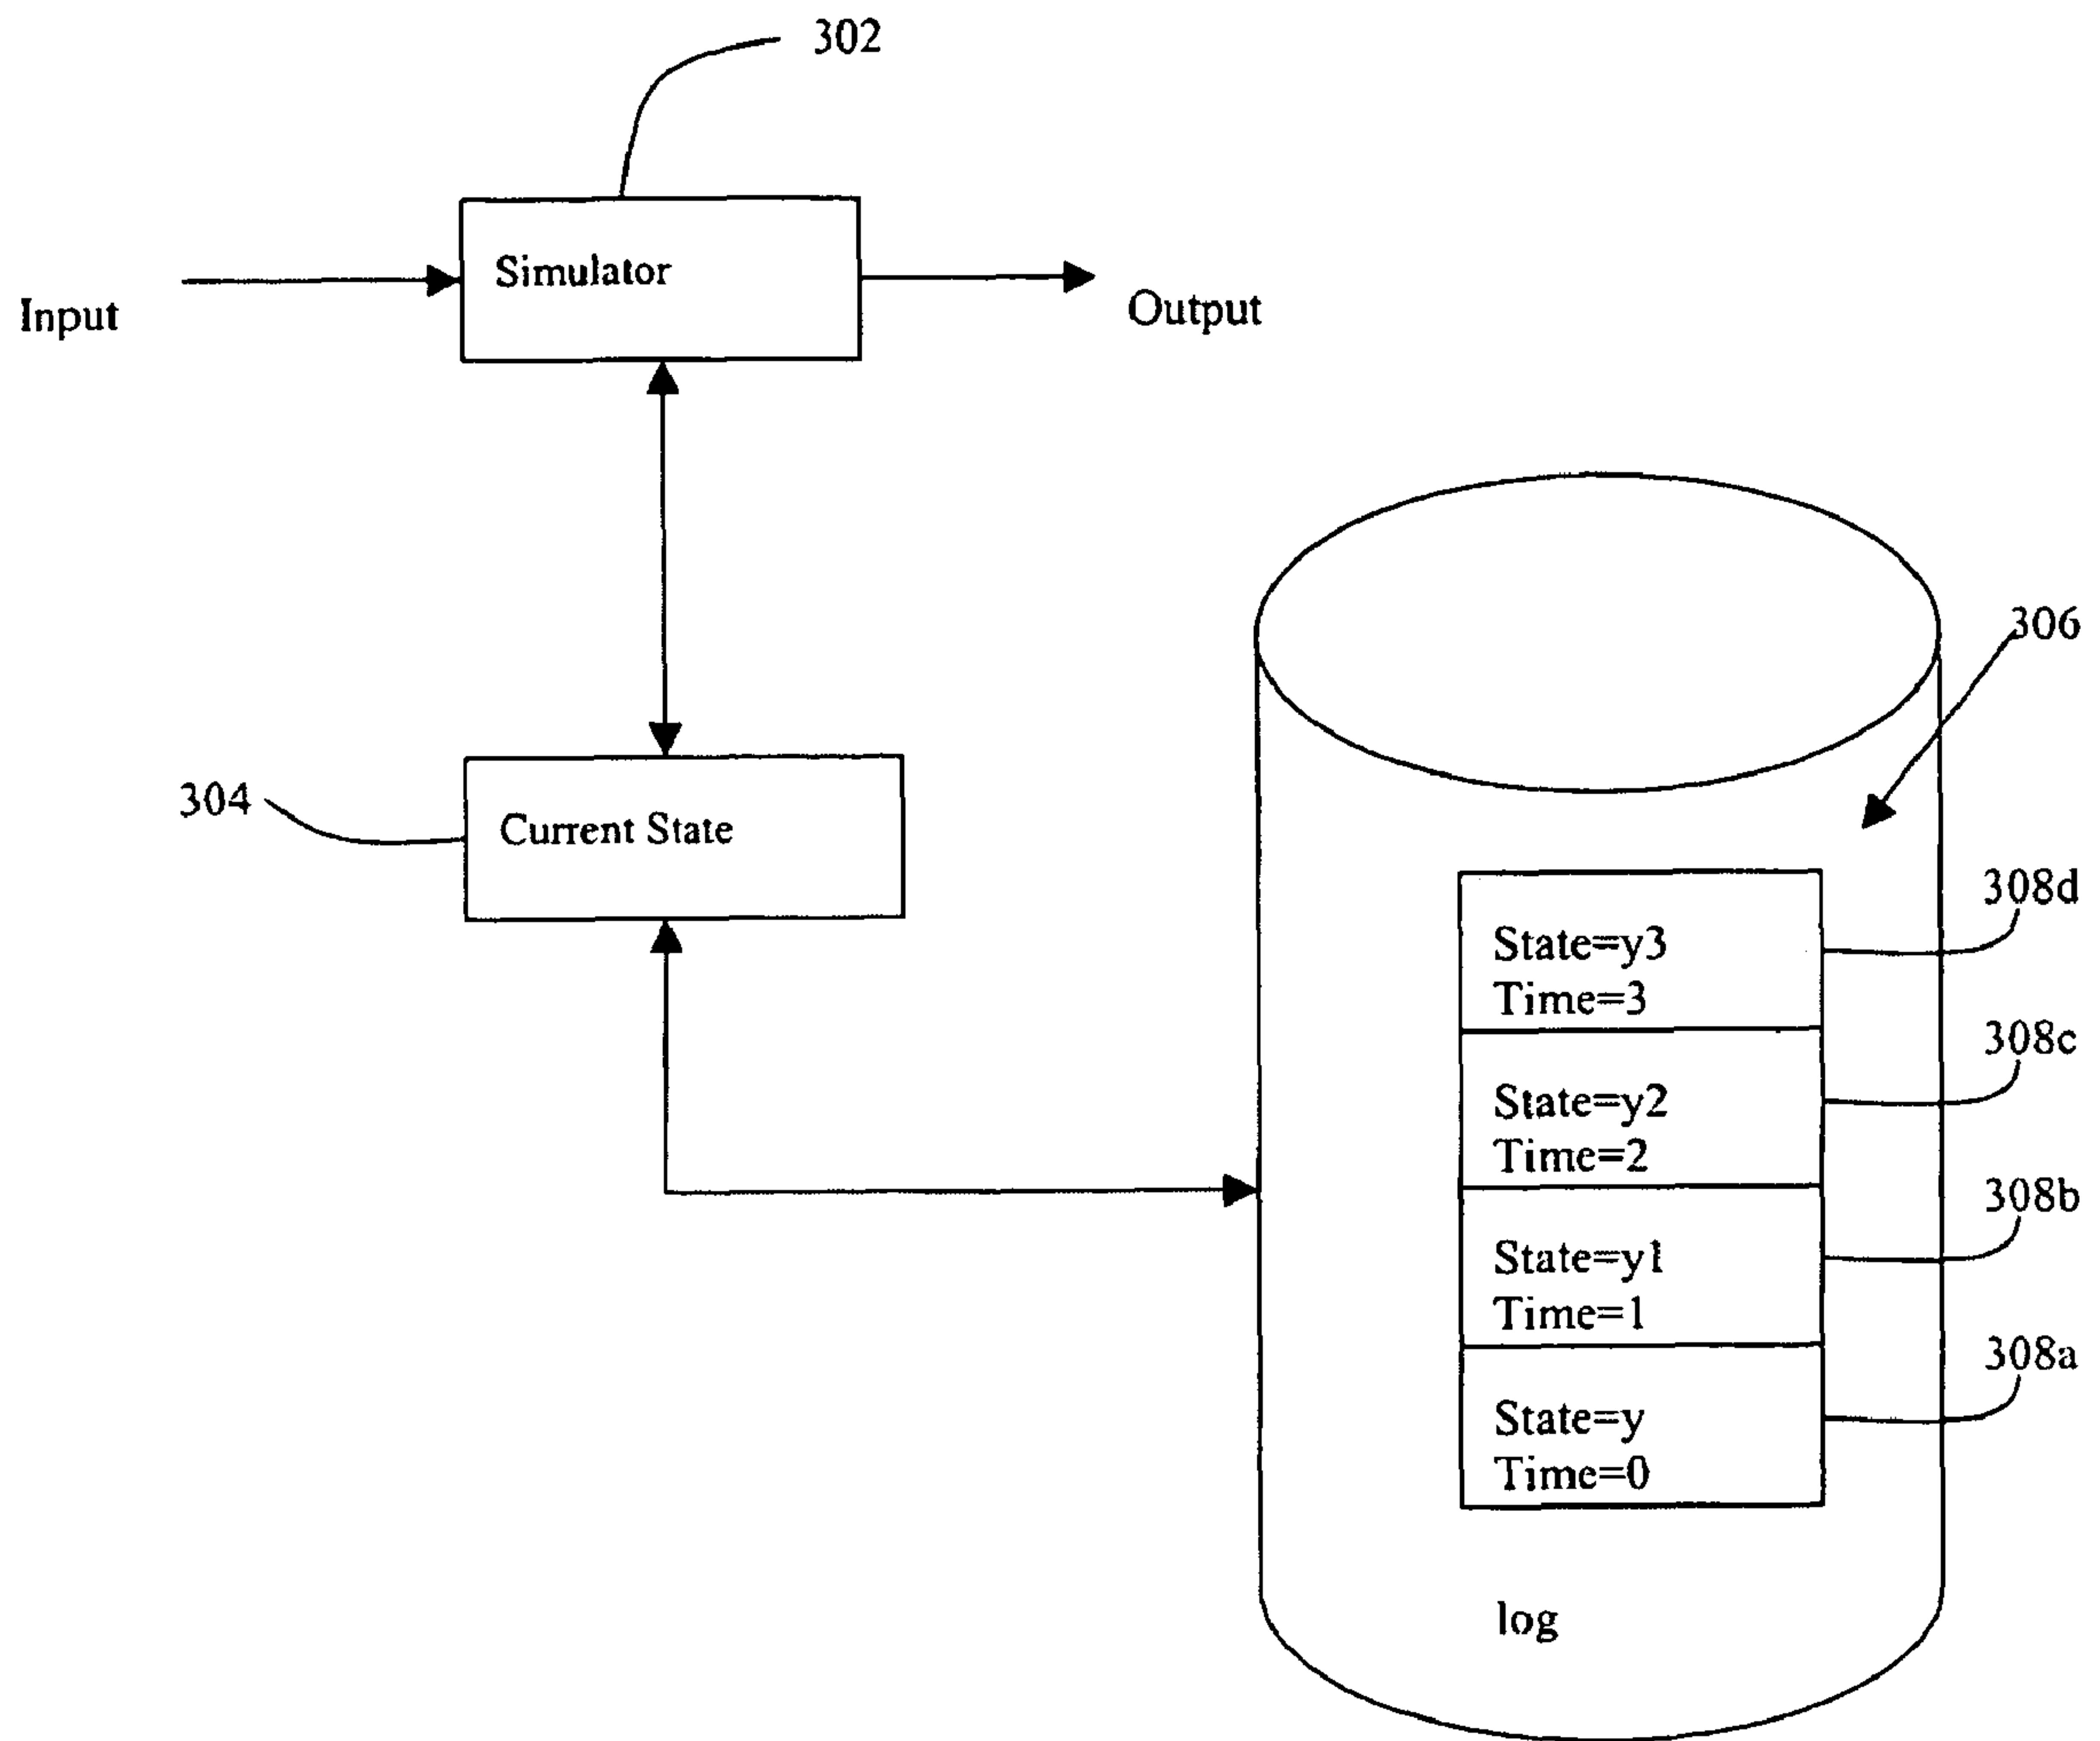 302
Simulator
Input
Output
306
304
Current State
308d
State=y3
Time=3
308c
State=y2
Time=2
308b
State=y1
Time=1
308a
State=y
Time=0
log